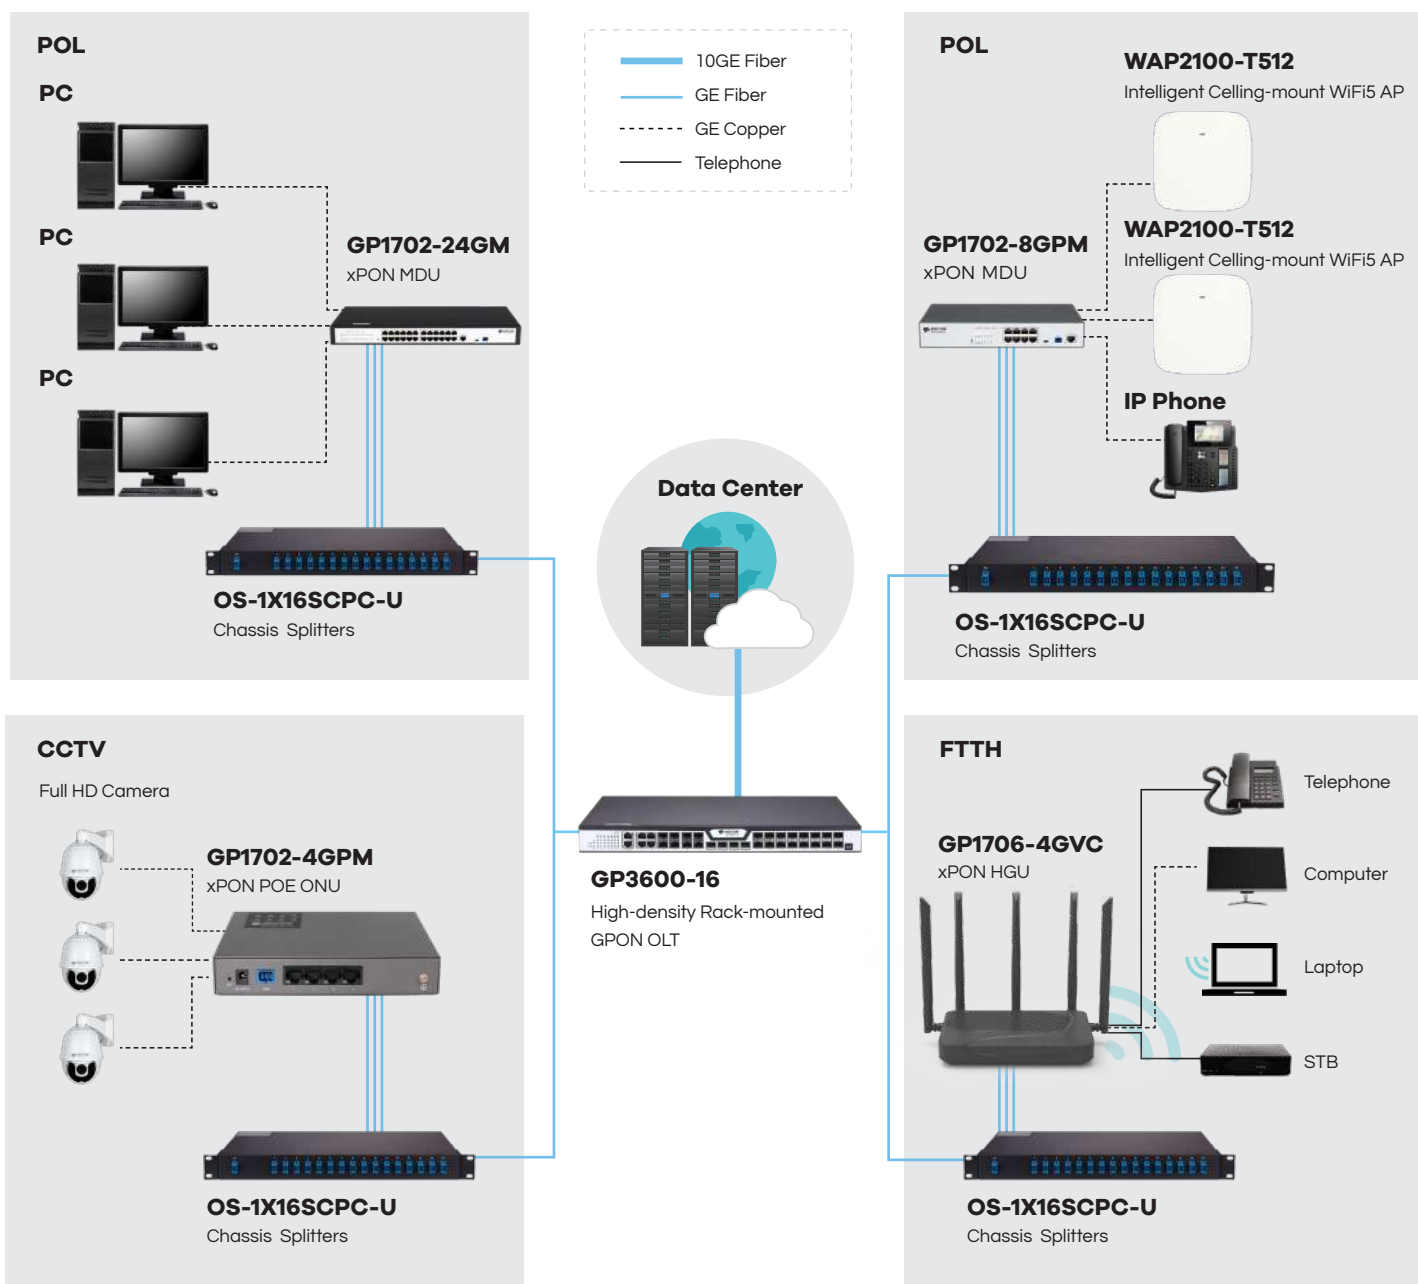 POL
PC
PC
PC
GP1702-24GM
xPON MDU
OS-1X16SCPC-U
Chassis Splitters
10GE Fiber
GE Fiber
GE Copper
Telephone
POL
WAP2100-T512
Intelligent Celling-mount WiFi5 AP
WAP2100-T512
Intelligent Celling-mount WiFi5 AP
GP1702-8GPM
xPON MDU
IP Phone
OS-1X16SCPC-U
Chassis Splitters
Data Center
GP3600-16
High-density Rack-mounted
GPON OLT
CCTV
Full HD Camera
GP1702-4GPM
xPON POE ONU
OS-1X16SCPC-U
Chassis Splitters
FTTH
GP1706-4GVC
xPON HGU
Telephone
Computer
Laptop
STB
OS-1X16SCPC-U
Chassis Splitters